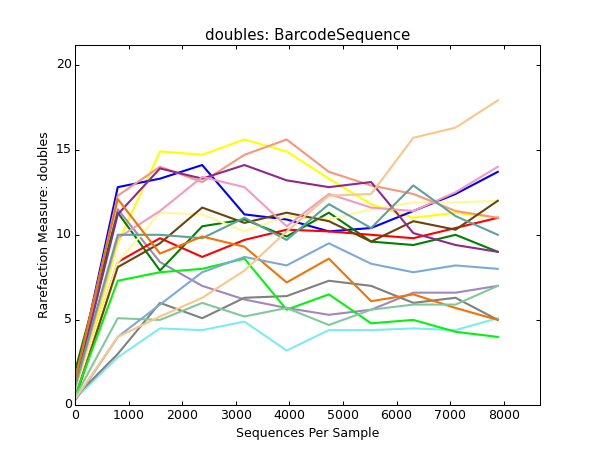 doubles: BarcodeSequence
Rarefaction Measure: doubles
20
15
10
5
0
0 1000 2000 3000 4000 5000 6000 7000 8000
Sequences Per Sample